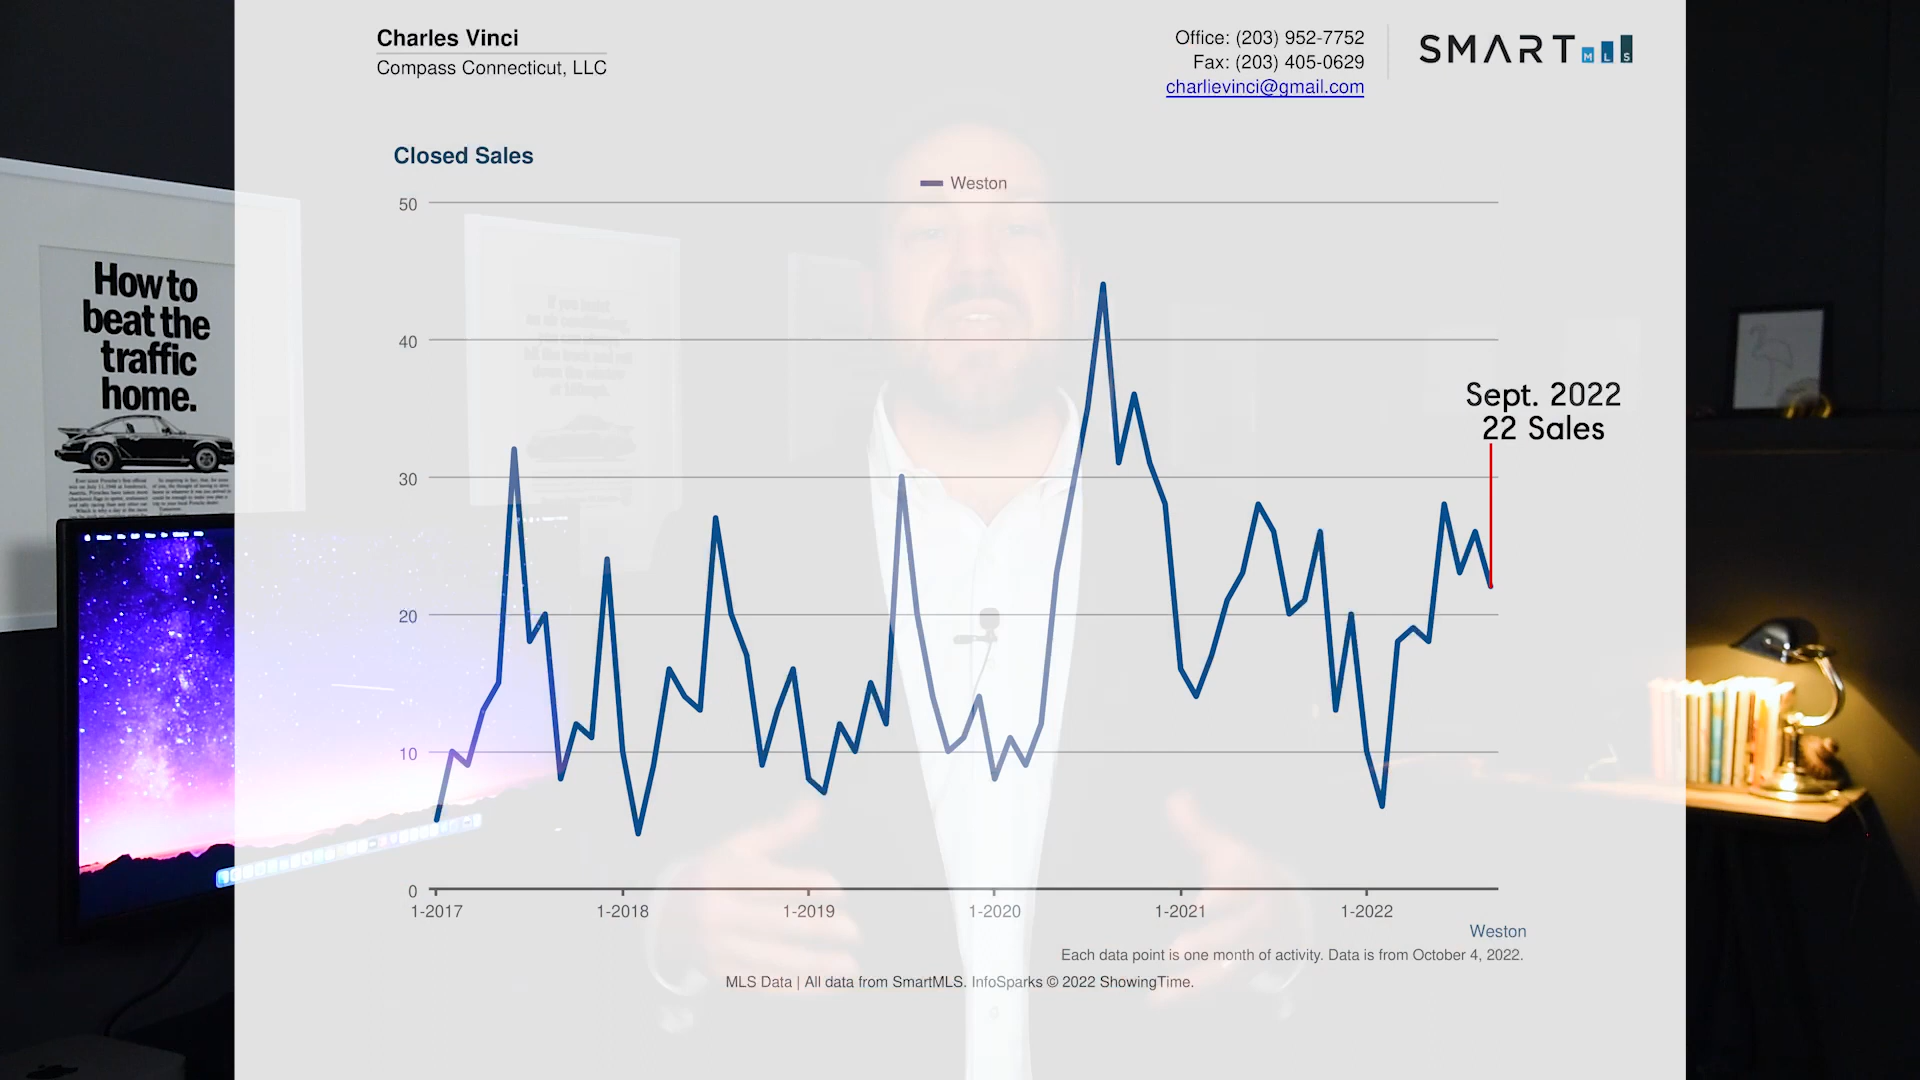 Charles Vinci
Compass Connecticut, LLC
Office: (203) 952-7752
Fax: (203) 405-0629
charlievinci@gmail.com
SMART MLS
Closed Sales
Weston
50
40
30
20
10
0
1-2017
1-2018
1-2019
1-2020
1-2021
1-2022
Sept. 2022
22 Sales
Weston
Each data point is one month of activity. Data is from October 4, 2022.
MLS Data | All data from SmartMLS. InfoSparks © 2022 ShowingTime.
How to
beat the
traffic
home.